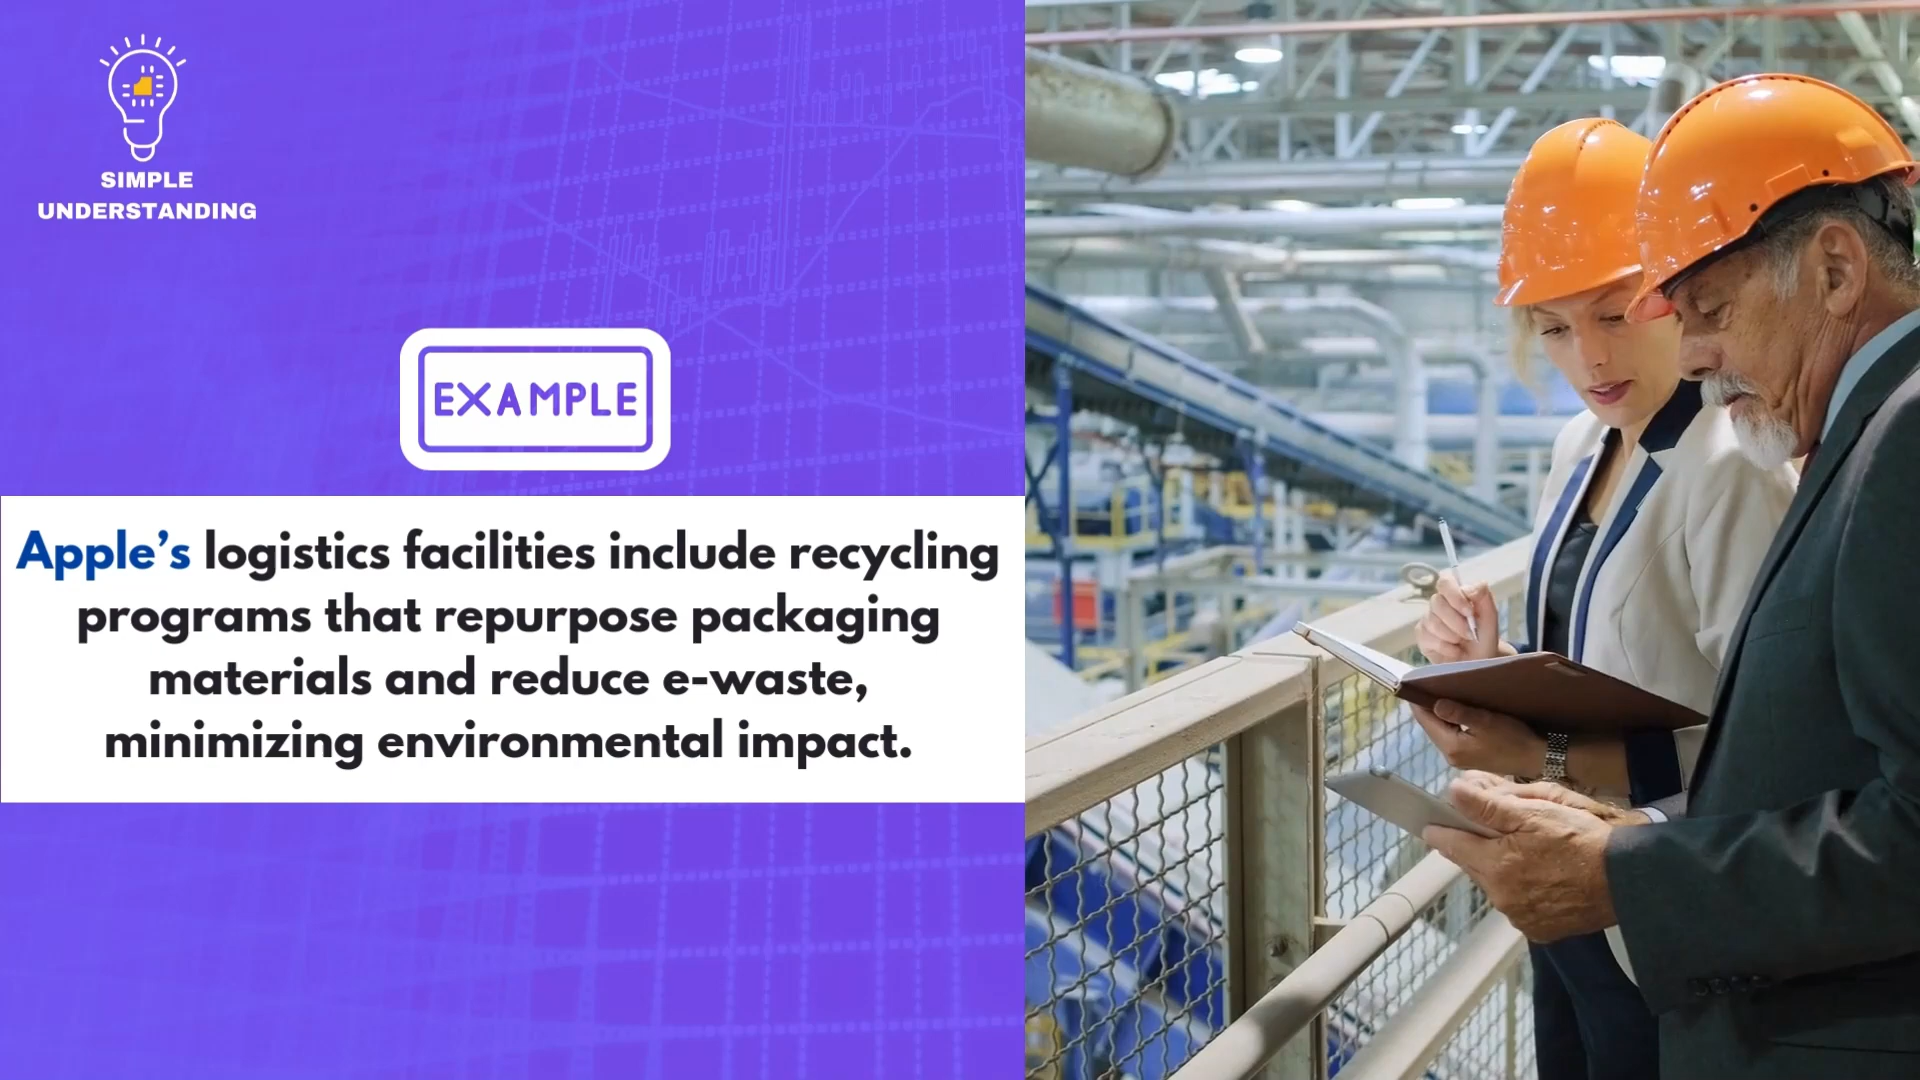 SIMPLE
UNDERSTANDING
EXAMPLE
Apple’s logistics facilities include recycling
programs that repurpose packaging
materials and reduce e-waste,
minimizing environmental impact.